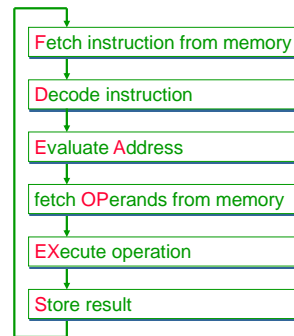 Fetch instruction from memory
Decode instruction
Evaluate Address
fetch OPerands from memory
EXecute operation
Store result